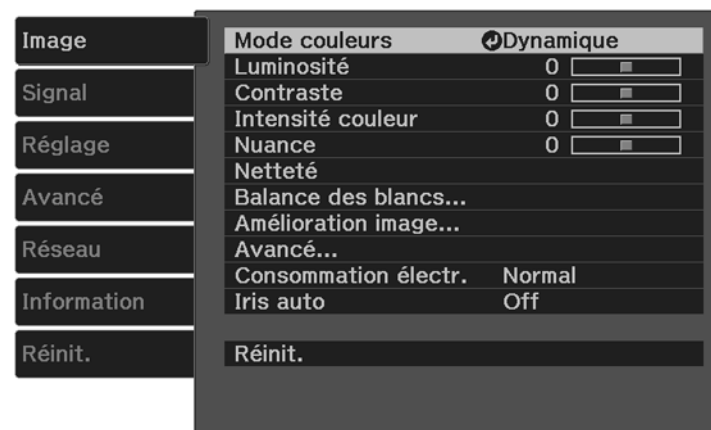 Image
Signal
Réglage
Avancé
Réseau
Information
Réinit.
Mode couleurs Dynamique
Luminosité 0
Contraste 0
Intensité couleur 0
Nuance 0
Netteté
Balance des blancs...
Amélioration image...
Avancé...
Consommation électr. Normal
Iris auto Off
Réinit.